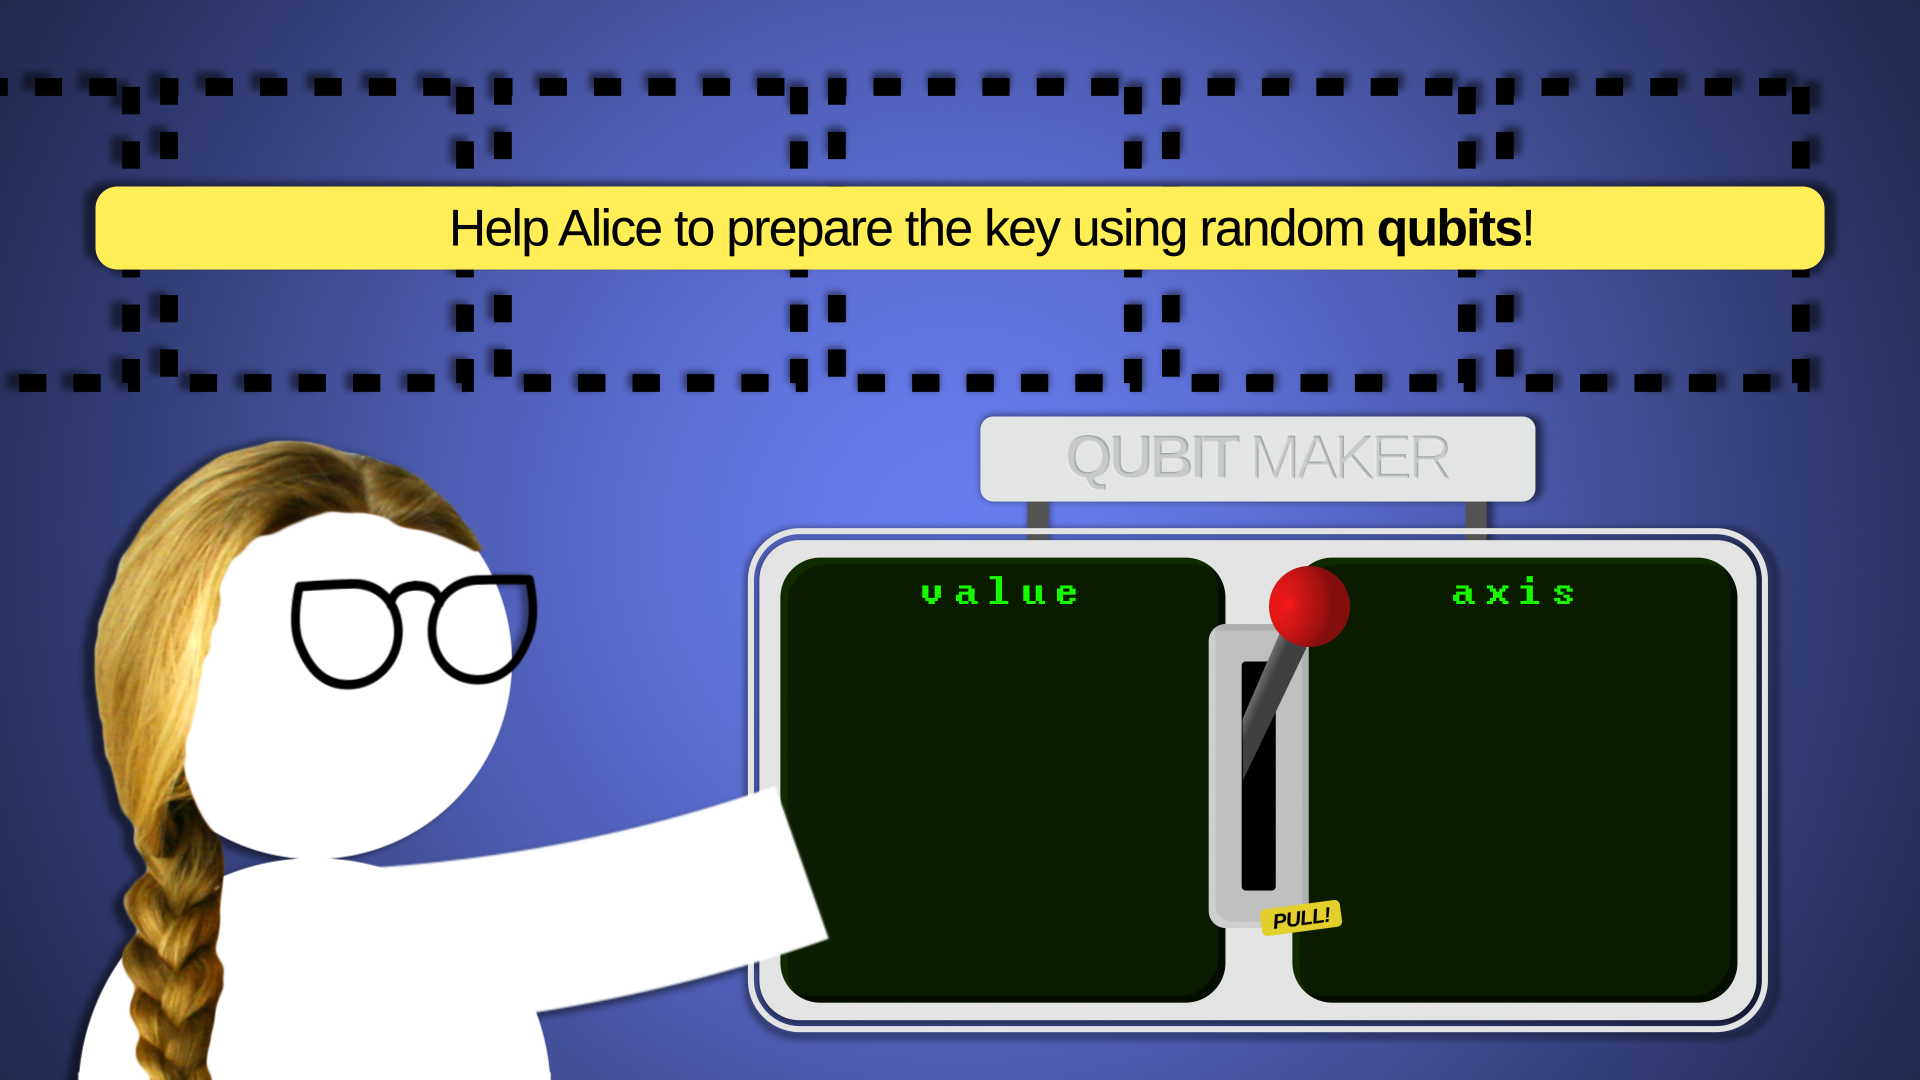 Help Alice to prepare the key using random qubits!
QUBIT MAKER
value
axis
PULL!